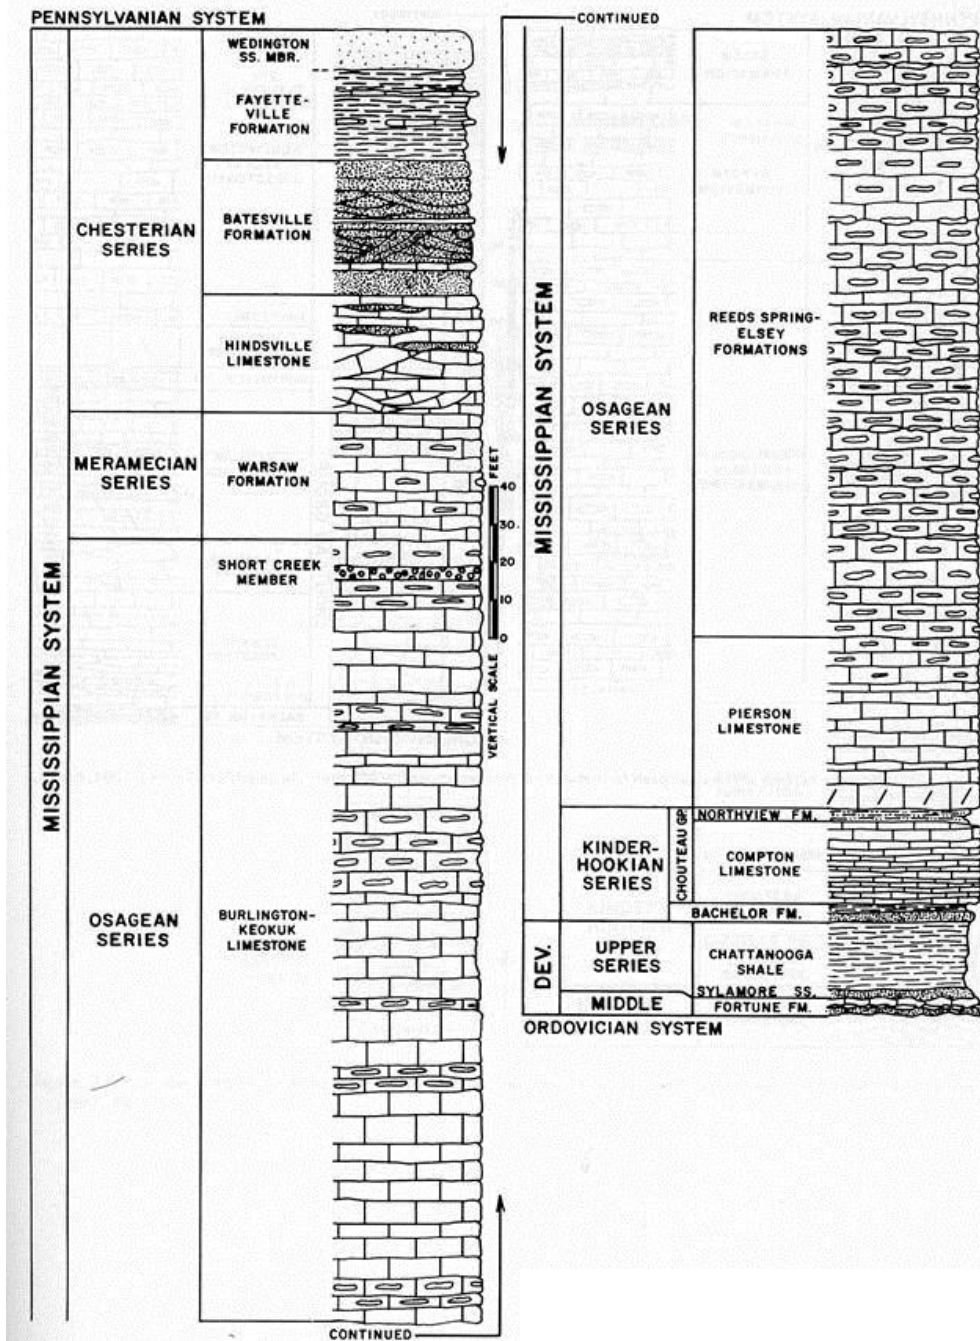 PENNSYLVANIAN SYSTEM
MISSISSIPPIAN SYSTEM
CHESTERIAN
SERIES
WEDINGTON
SS. MBR.
FAYETTE-
VILLE
FORMATION
BATESVILLE
FORMATION
HINDSVILLE
LIMESTONE
MERAMECIAN
SERIES
WARSAW
FORMATION
SHORT CREEK
MEMBER
OSAGEAN
SERIES
BURLINGTON-
KEOKUK
LIMESTONE
CONTINUED
FEET
40
30
20
10
0
VERTICAL SCALE
CONTINUED
MISSISSIPPIAN SYSTEM
OSAGEAN
SERIES
REEDS SPRING-
ELSEY
FORMATIONS
PIERSON
LIMESTONE
KINDER-
HOOKIAN
SERIES
CHOUTEAU GP.
NORTHVIEW FM.
COMPTON
LIMESTONE
BACHELOR FM.
DEV.
UPPER
SERIES
CHATTANOOGA
SHALE
SYLAMORE SS.
MIDDLE
FORTUNE FM.
ORDOVICIAN SYSTEM